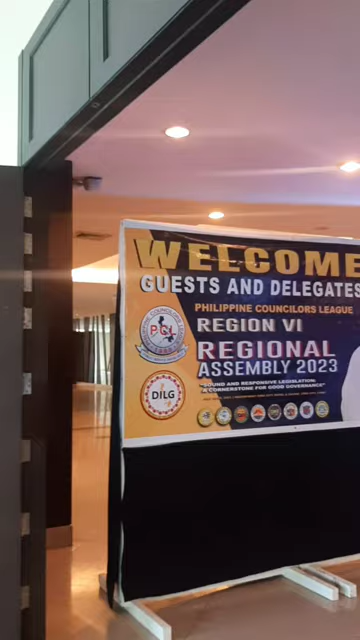 WELCOME
GUESTS AND DELEGATES
PHILIPPINE COUNCILORS LEAGUE
REGION VI
REGIONAL
ASSEMBLY 2023
"SOUND AND RESPONSIVE LEGISLATION:
A CORNERSTONE FOR GOOD GOVERNANCE"
PCL
DILG